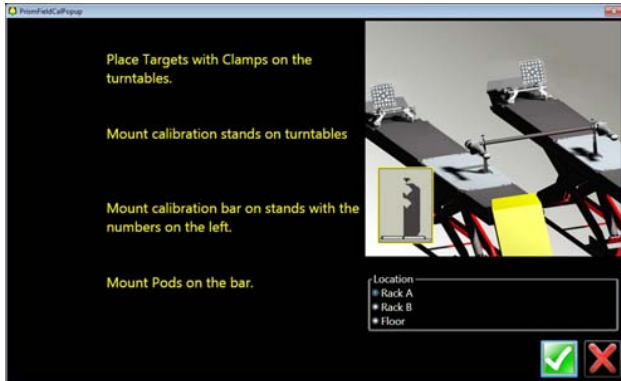 PrismFieldCalPopup
Place Targets with Clamps on the
turntables.
Mount calibration stands on turntables
Mount calibration bar on stands with the
numbers on the left.
Mount Pods on the bar.
Location
Rack A
Rack B
Floor